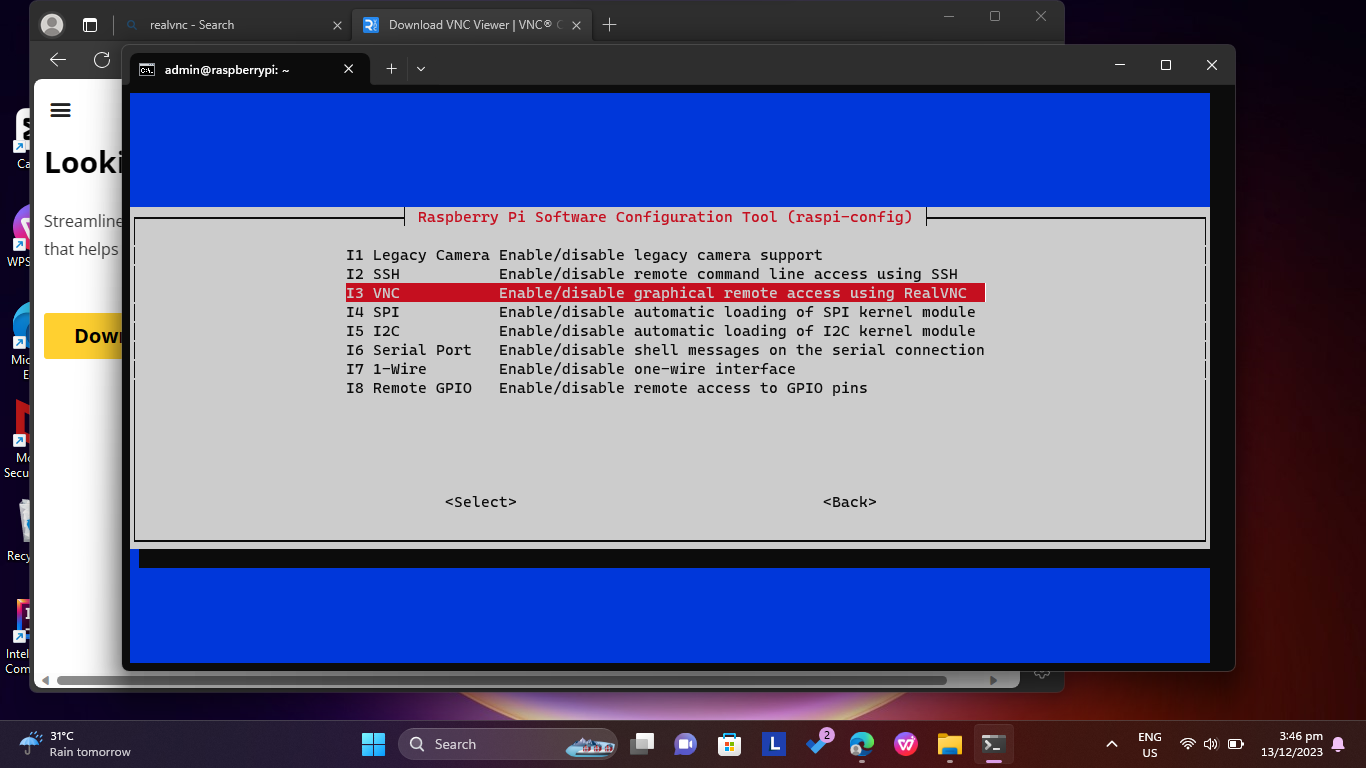 realvnc - Search
Download VNC Viewer | VNC®
admin@raspberrypi: ~
Looki
Streamline
that helps
Down
Raspberry Pi Software Configuration Tool (raspi-config)
I1 Legacy Camera Enable/disable legacy camera support
I2 SSH Enable/disable remote command line access using SSH
I3 VNC Enable/disable graphical remote access using RealVNC
I4 SPI Enable/disable automatic loading of SPI kernel module
I5 I2C Enable/disable automatic loading of I2C kernel module
I6 Serial Port Enable/disable shell messages on the serial connection
I7 1-Wire Enable/disable one-wire interface
I8 Remote GPIO Enable/disable remote access to GPIO pins
<Select> <Back>
Ca
WPS
Mic
E
Mc
Secu
Recy
Intel
Com
31°C
Rain tomorrow
Search
L
2
ENG
US
3:46 pm
13/12/2023